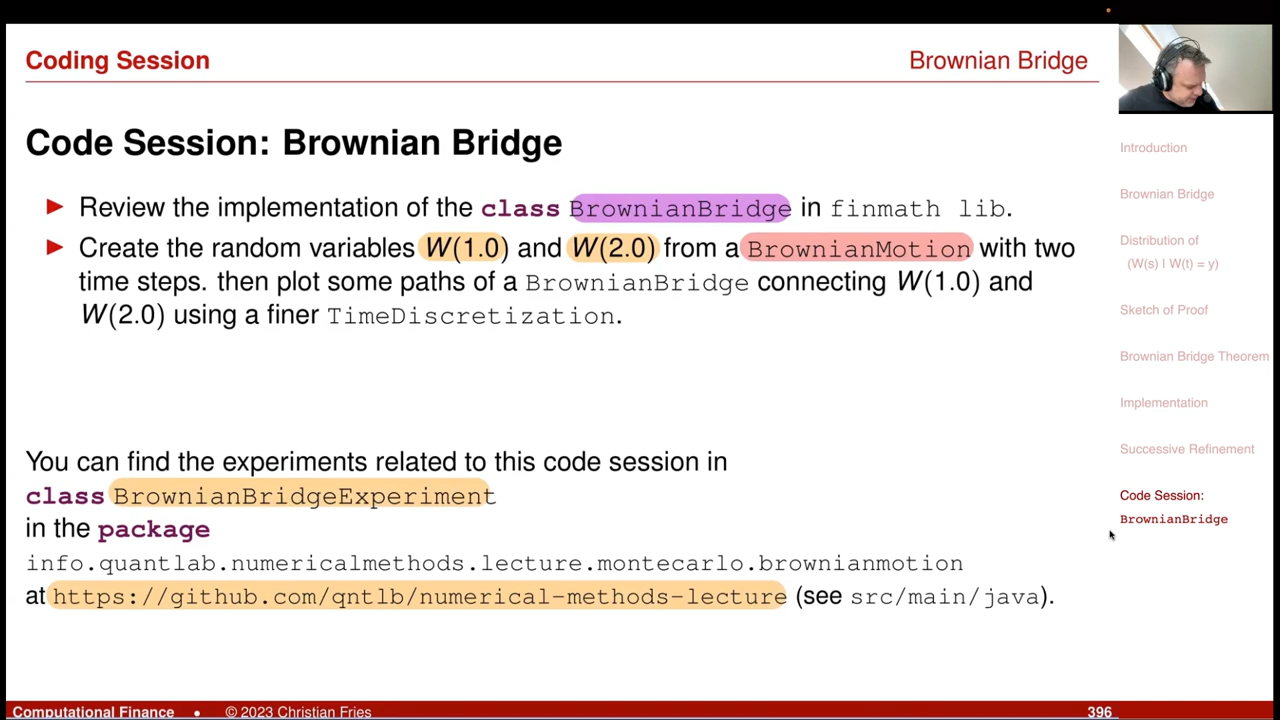 Coding Session
Brownian Bridge
Code Session: Brownian Bridge
► Review the implementation of the class BrownianBridge in finmath lib.
► Create the random variables W(1.0) and W(2.0) from a BrownianMotion with two
time steps. then plot some paths of a BrownianBridge connecting W(1.0) and
W(2.0) using a finer TimeDiscretization.
You can find the experiments related to this code session in
class BrownianBridgeExperiment
in the package
info.quantlab.numericalmethods.lecture.montecarlo.brownianmotion
at https://github.com/qntlb/numerical-methods-lecture (see src/main/java).
Introduction
Brownian Bridge
Distribution of
(W(s) | W(t) = y)
Sketch of Proof
Brownian Bridge Theorem
Implementation
Successive Refinement
Code Session:
BrownianBridge
Computational Finance • © 2023 Christian Fries
396